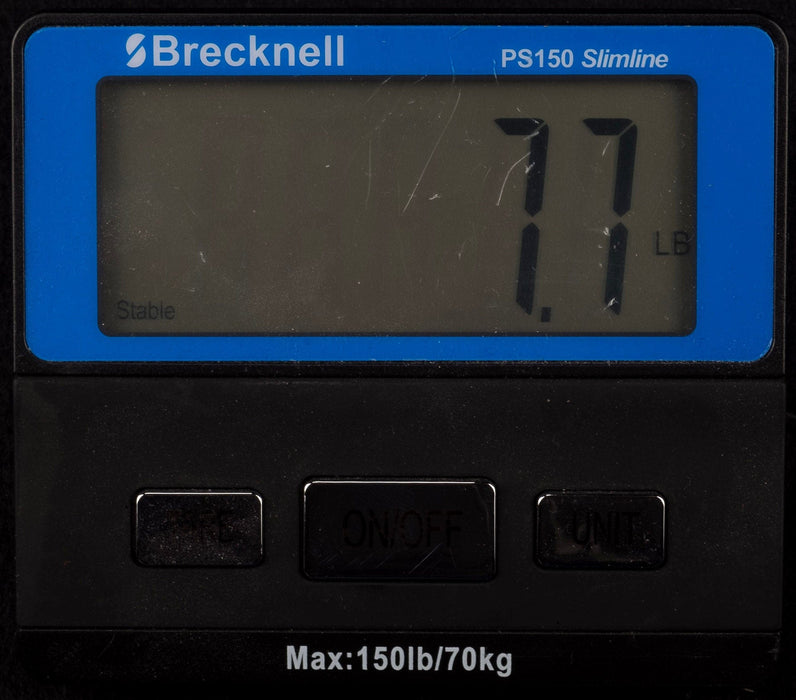 Brecknell
PS150 Slimline
7.7
LB
Stable
ON/OFF
UNIT
Max:150lb/70kg